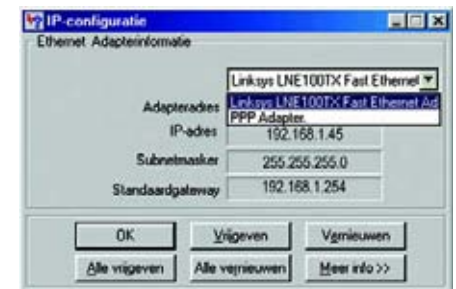 IP-configuratie
Ethernet Adapterinformatie
Linksys LNE100TX Fast Ethernet
Linksys LNE100TX Fast Ethernet Ad
PPP Adapter.
Adapteradres
IP-adres 192.168.1.45
Subnetmasker 255.255.255.0
Standaardgateway 192.168.1.254
OK Vrijgeven Vernieuwen
Alle vrijgeven Alle vernieuwen Meer info >>